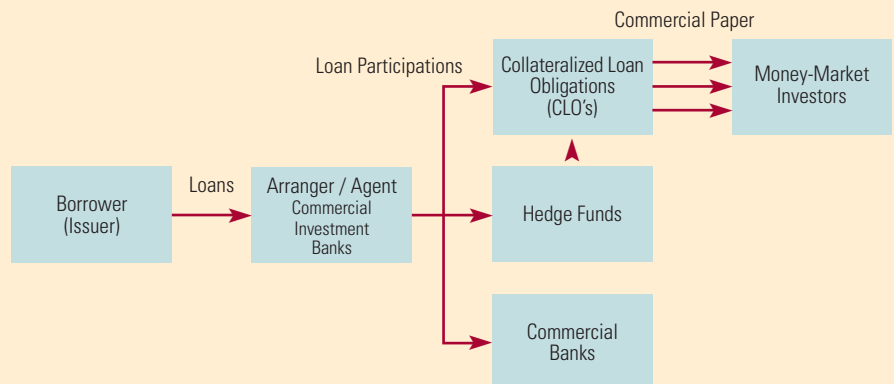 Commercial Paper
Loan Participations
Collateralized Loan
Obligations
(CLO's)
Money-Market
Investors
Loans
Borrower
(Issuer)
Arranger / Agent
Commercial
Investment
Banks
Hedge Funds
Commercial
Banks